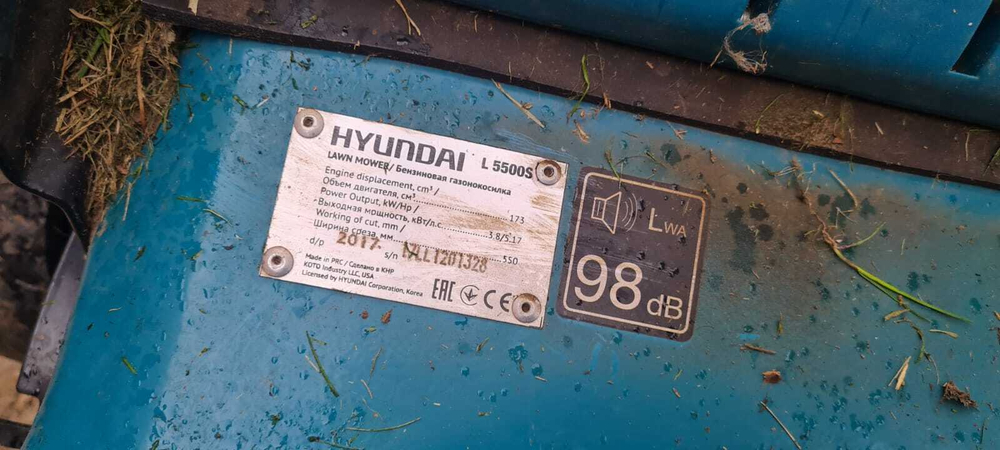 HYUNDAI L 5500S
LAWN MOWER/ Бензиновая газонокосилка
Engine displacement, cm³ /
Объем двигателя, см³ 173
Power Output, kW/Hp /
-Выходная мощность, кВт/л.с. 3.8/5.17
Working of cut, mm /
Ширина среза, мм 550
d/p 2017. s/n LL1201328
Made in PRC / Сделано в КНР
KOTO Industry LLC, USA
Licensed by HYUNDAI Corporation, Korea
EAC CE
LWA
98 dB